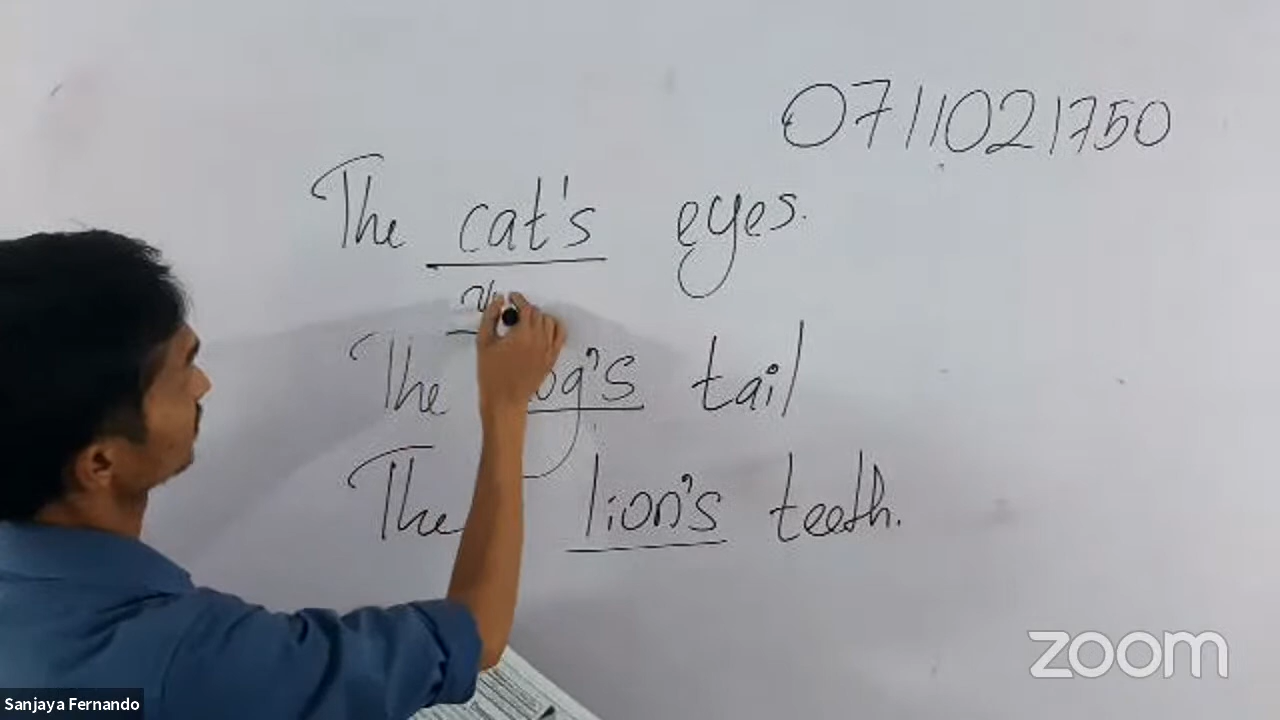 0711021750
The cat's eyes.
The tail
The lion's teeth.
zoom
Sanjaya Fernando